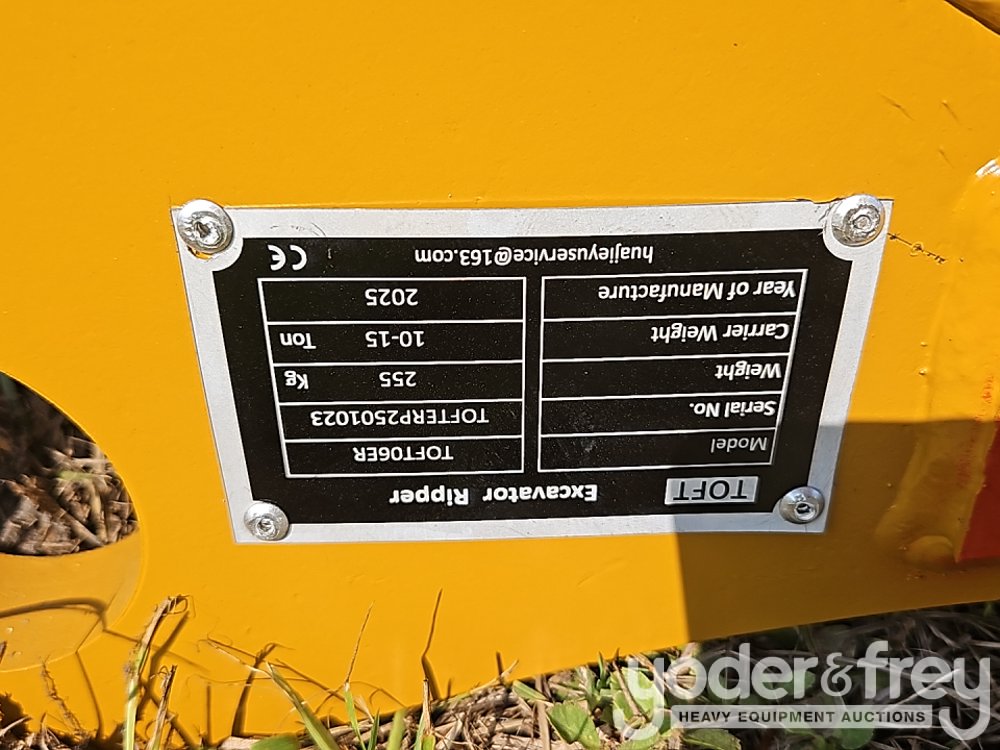 TOFT Excavator Ripper
Model TOFT06ER
Serial No. TOFTERP2501023
Weight 255 Kg
Carrier Weight 10-15 Ton
Year of Manufacture 2025
huajieyuservice@163.com CE
yoder&frey
HEAVY EQUIPMENT AUCTIONS